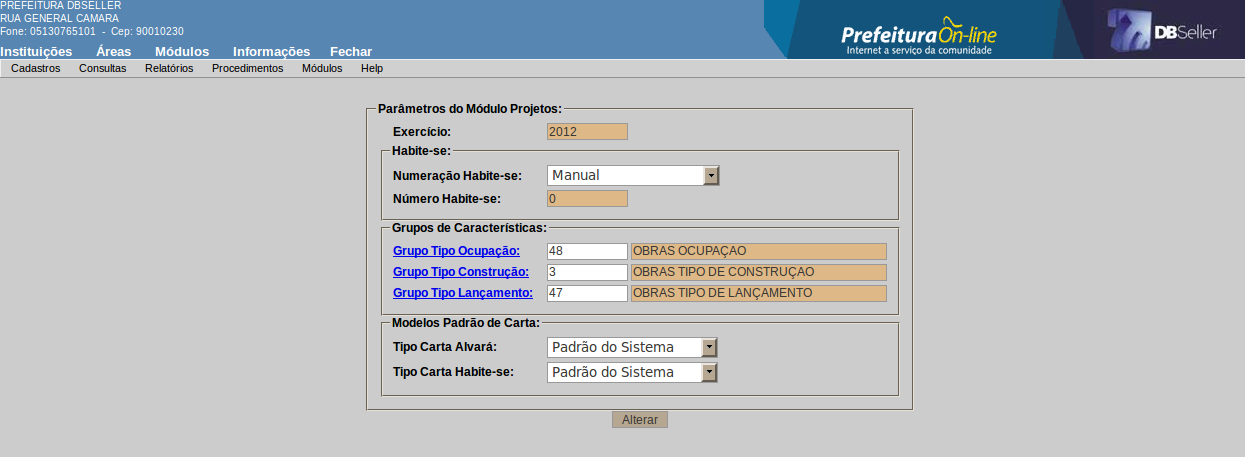 PREFEITURA DBSELLER
RUA GENERAL CAMARA
Fone: 05130765101 - Cep: 90010230
Prefeitura On-line
Internet a serviço da comunidade
DBSeller
Instituições Áreas Módulos Informações Fechar
Cadastros Consultas Relatórios Procedimentos Módulos Help
Parâmetros do Módulo Projetos:
Exercício: 2012
Habite-se:
Numeração Habite-se: Manual
Número Habite-se: 0
Grupos de Características:
Grupo Tipo Ocupação: 48 OBRAS OCUPAÇAO
Grupo Tipo Construção: 3 OBRAS TIPO DE CONSTRUÇAO
Grupo Tipo Lançamento: 47 OBRAS TIPO DE LANÇAMENTO
Modelos Padrão de Carta:
Tipo Carta Alvará: Padrão do Sistema
Tipo Carta Habite-se: Padrão do Sistema
Alterar